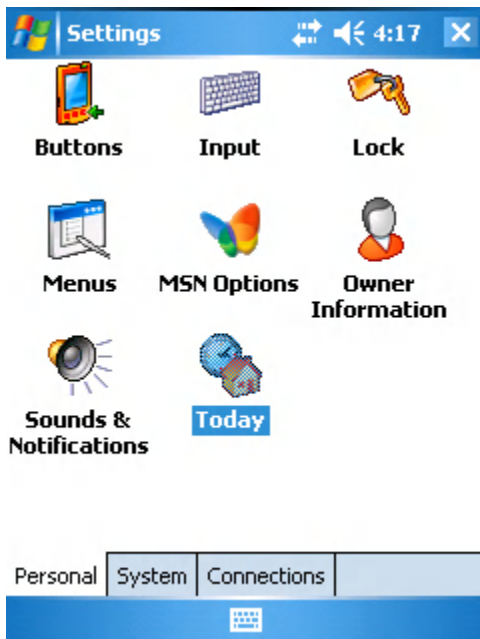 Settings 4:17
Buttons Input Lock
Menus MSN Options Owner
Information
Sounds & Today
Notifications
Personal System Connections